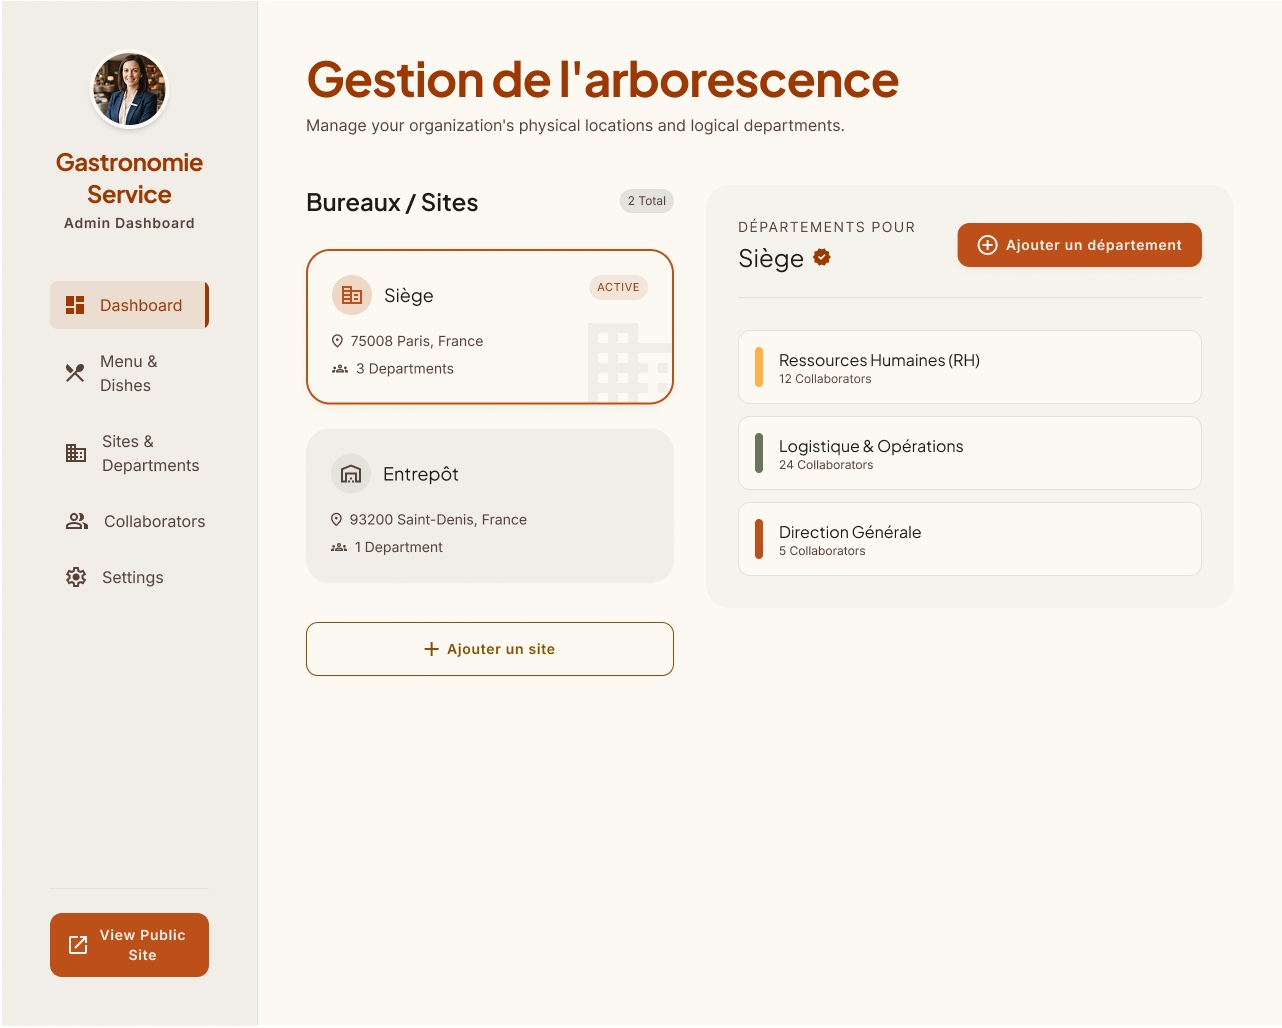 Gastronomie
Service
Admin Dashboard
Dashboard
Menu &
Dishes
Sites &
Departments
Collaborators
Settings
View Public
Site
Gestion de l'arborescence
Manage your organization's physical locations and logical departments.
Bureaux / Sites
2 Total
Siège
ACTIVE
75008 Paris, France
3 Departments
Entrepôt
93200 Saint-Denis, France
1 Department
Ajouter un site
DÉPARTEMENTS POUR
Siège
Ajouter un département
Ressources Humaines (RH)
12 Collaborators
Logistique & Opérations
24 Collaborators
Direction Générale
5 Collaborators